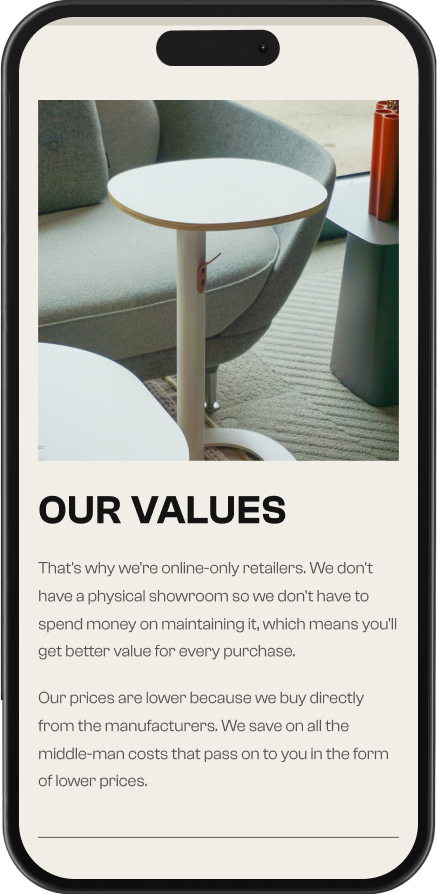 OUR VALUES
That's why we're online-only retailers. We don't
have a physical showroom so we don't have to
spend money on maintaining it, which means you'll
get better value for every purchase.
Our prices are lower because we buy directly
from the manufacturers. We save on all the
middle-man costs that pass on to you in the form
of lower prices.